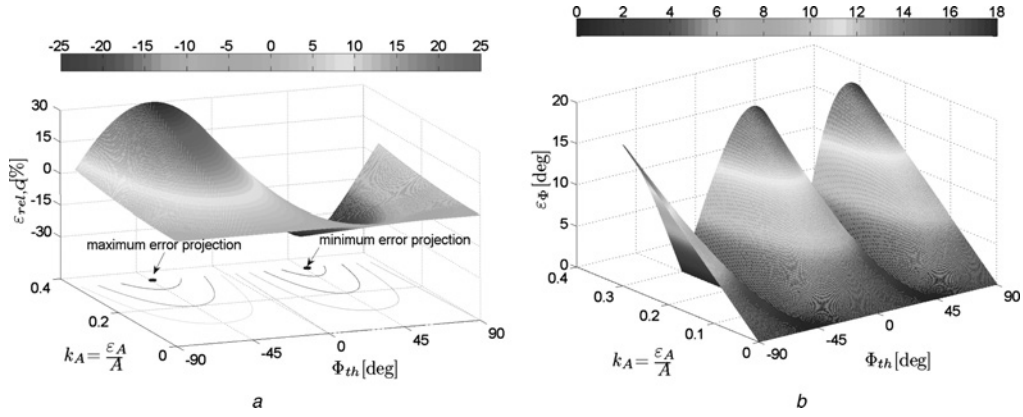 -25 -20 -15 -10 -5 0 5 10 15 20 25
30
15
0
-15
-30
ε_rel,C[%]
maximum error projection
minimum error projection
0.4
0.2
0
k_A = ε_A/A
-90
-45
0
45
90
Φ_th [deg]
a
0 2 4 6 8 10 12 14 16 18
20
15
10
5
0
ε_Φ [deg]
0.4
0.3
0.2
0.1
0
k_A = ε_A/A
-90
-45
0
45
90
Φ_th [deg]
b